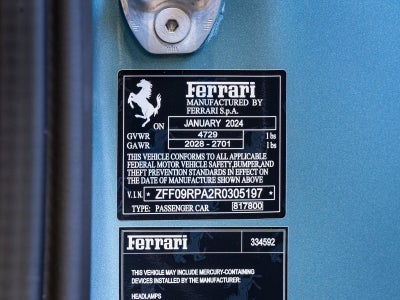 Ferrari
MANUFACTURED BY
FERRARI S.p.A.
ON JANUARY 2024
GVWR 4729 lbs
GAWR 2028 - 2701 lbs
THIS VEHICLE CONFORMS TO ALL APPLICABLE
FEDERAL MOTOR VEHICLE SAFETY, BUMPER, AND
THEFT PREVENTION STANDARDS IN EFFECT ON
THE DATE OF MANUFACTURE SHOWN ABOVE
V.I.N. * ZFF09RPA2R0305197 *
TYPE: PASSENGER CAR 817800
Ferrari 334592
THIS VEHICLE MAY INCLUDE MERCURY-CONTAINING
DEVICES INSTALLED BY THE MANUFACTURER:
HEADLAMPS